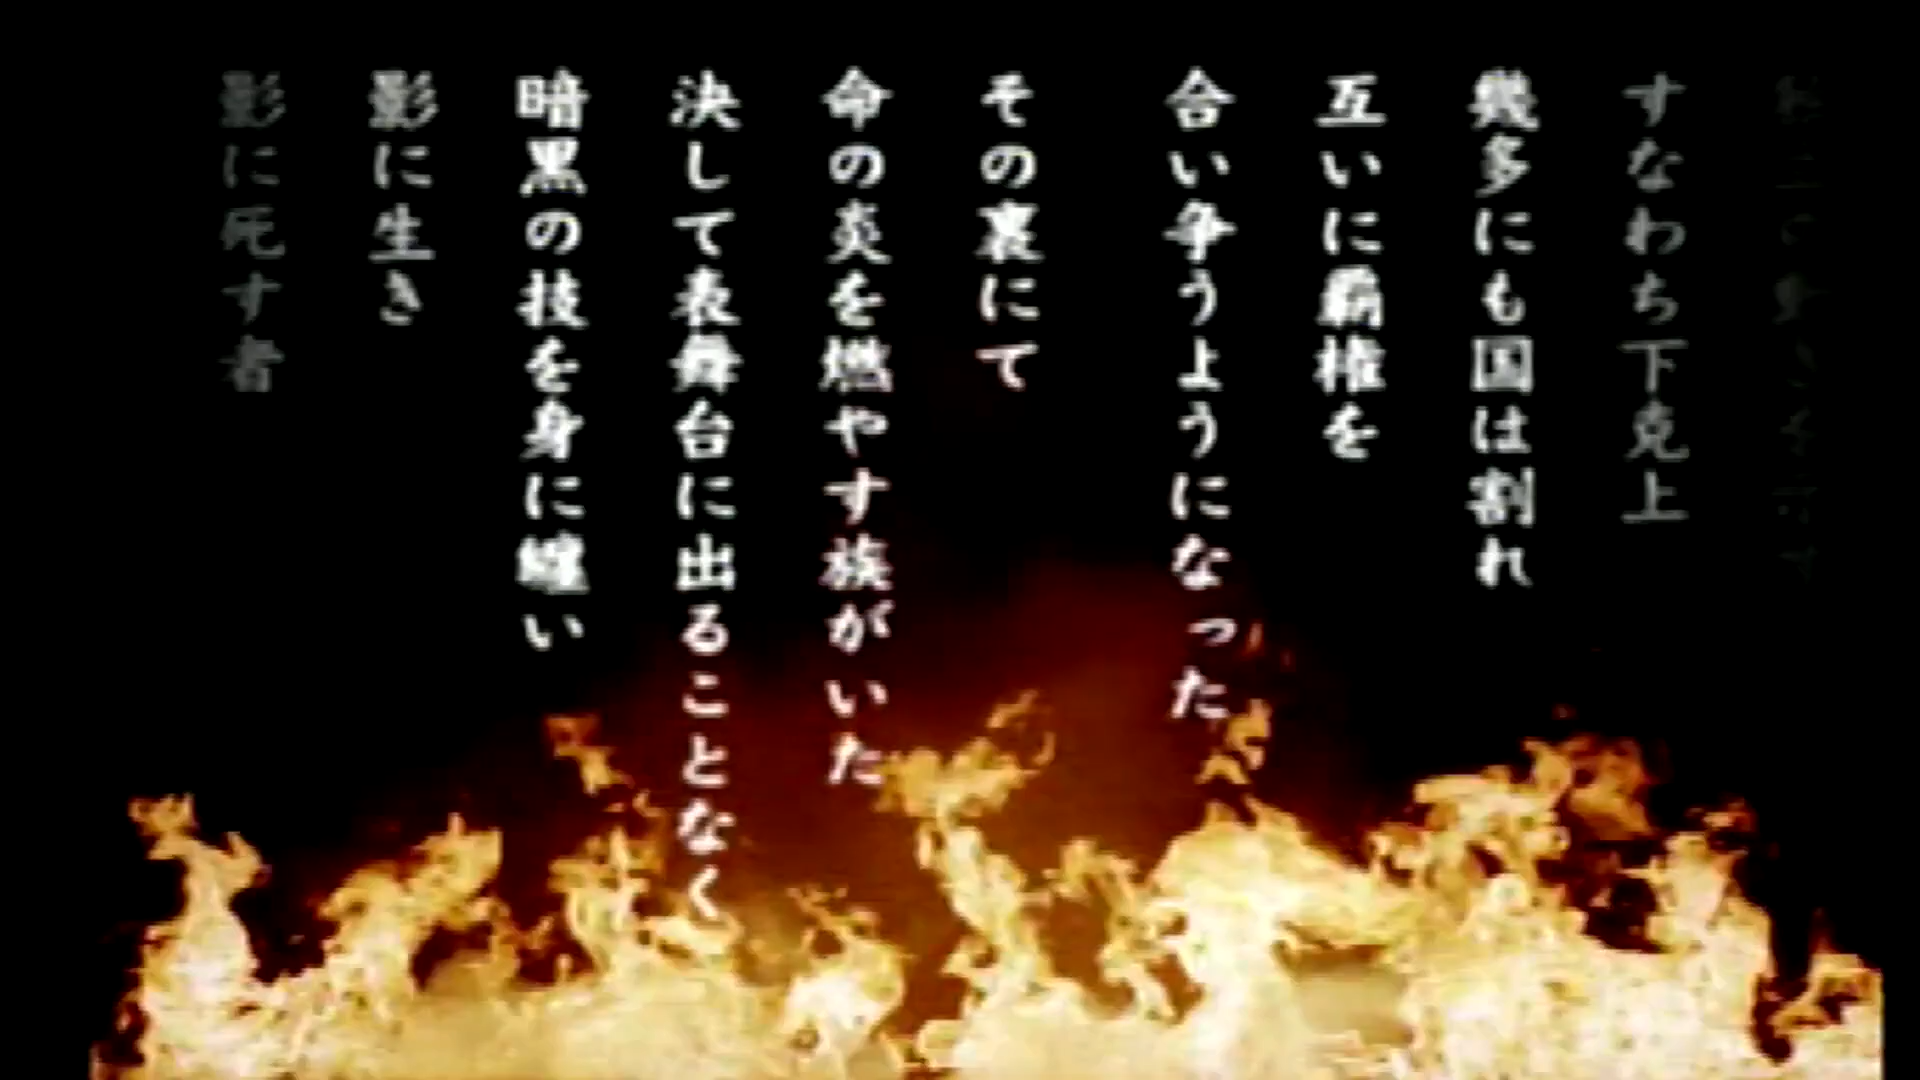 すなわち下克上
幾多にも国は割れ
互いに覇権を
合い争うようになった
その裏にて
命の炎を燃やす族がいた
決して表舞台に出ることなく
暗黒の技を身に纏い
影に生き
影に死す者